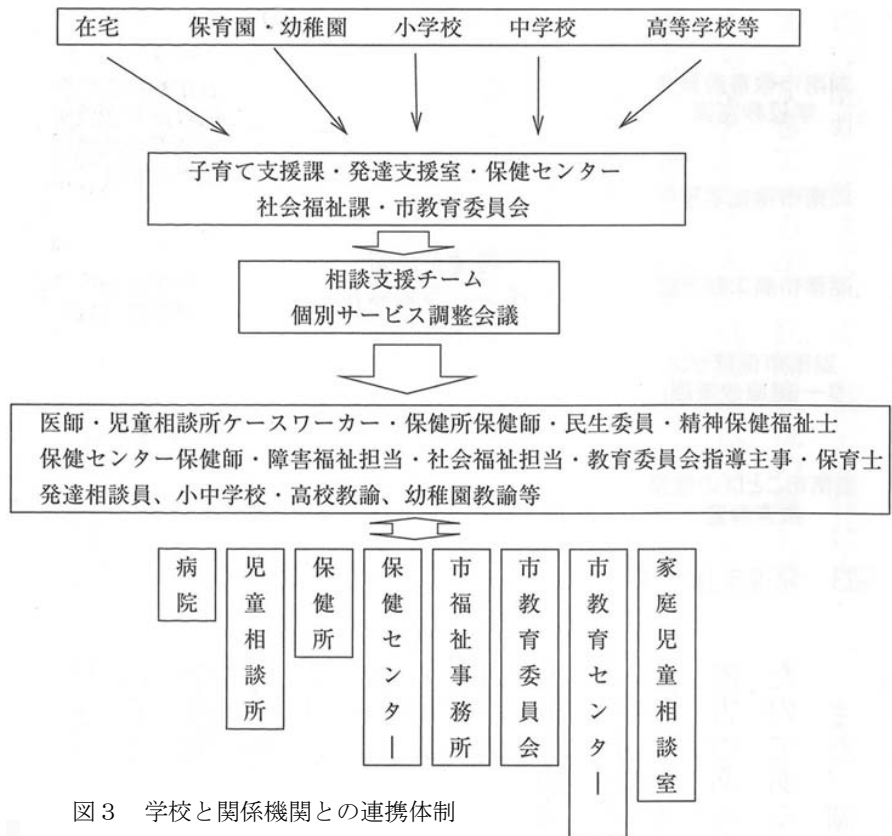 在宅 保育園・幼稚園 小学校 中学校 高等学校等
子育て支援課・発達支援室・保健センター
社会福祉課・市教育委員会
相談支援チーム
個別サービス調整会議
医師・児童相談所ケースワーカー・保健所保健師・民生委員・精神保健福祉士
保健センター保健師・障害福祉担当・社会福祉担当・教育委員会指導主事・保育士
発達相談員、小中学校・高校教諭、幼稚園教諭等
病院
児童相談所
保健所
保健センター
市福祉事務所
市教育委員会
市教育センター
家庭児童相談室
図３ 学校と関係機関との連携体制